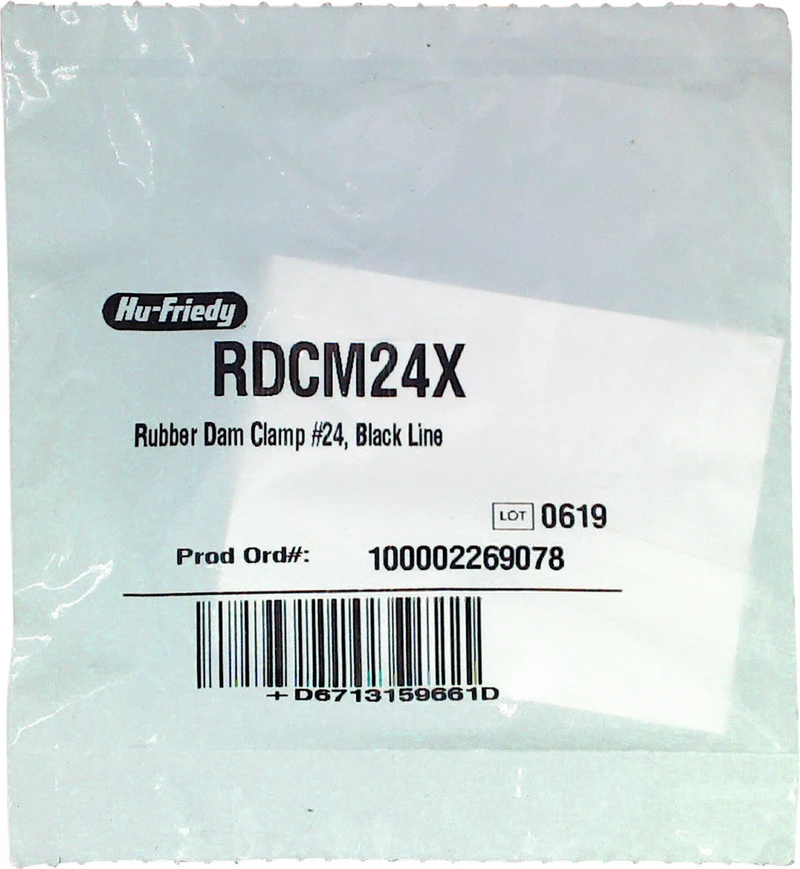 Hu-Friedy
RDCM24X
Rubber Dam Clamp #24, Black Line
LOT 0619
Prod Ord#: 100002269078
+D6713159661D